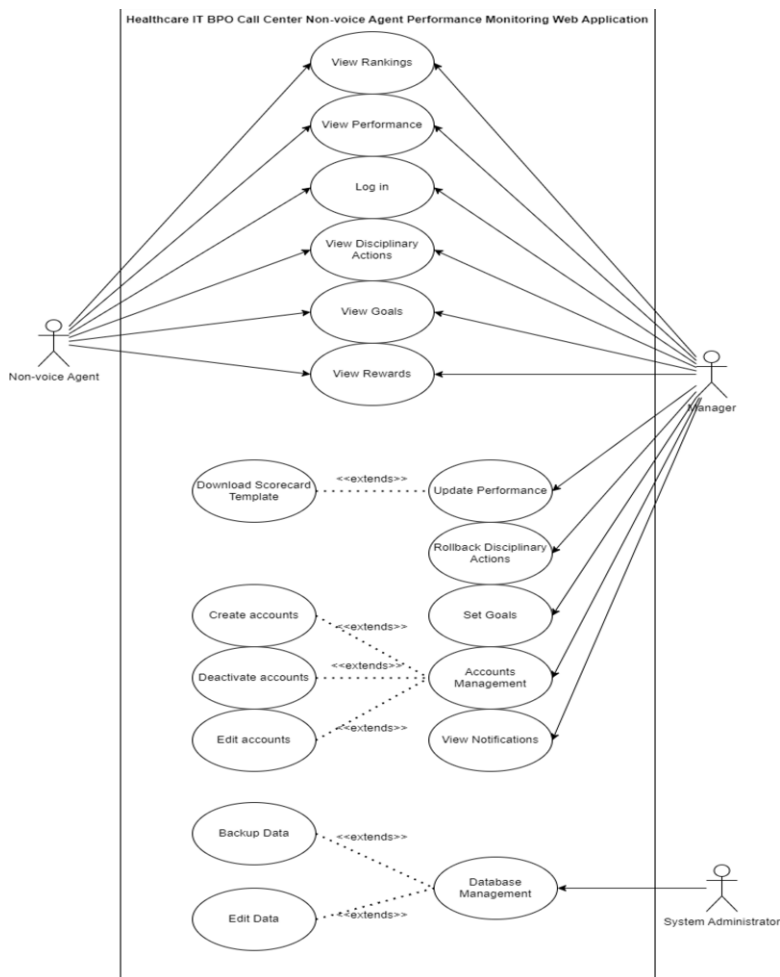 Healthcare IT BPO Call Center Non-voice Agent Performance Monitoring Web Application
View Rankings
View Performance
Log in
View Disciplinary
Actions
View Goals
View Rewards
Non-voice Agent
Manager
Download Scorecard
Template
<<extends>>
Update Performance
Rollback Disciplinary
Actions
Create accounts
<<extends>>
Set Goals
Deactivate accounts
<<extends>>
Accounts
Management
Edit accounts
<<extends>>
View Notifications
Backup Data
<<extends>>
Database
Management
Edit Data
<<extends>>
System Administrator